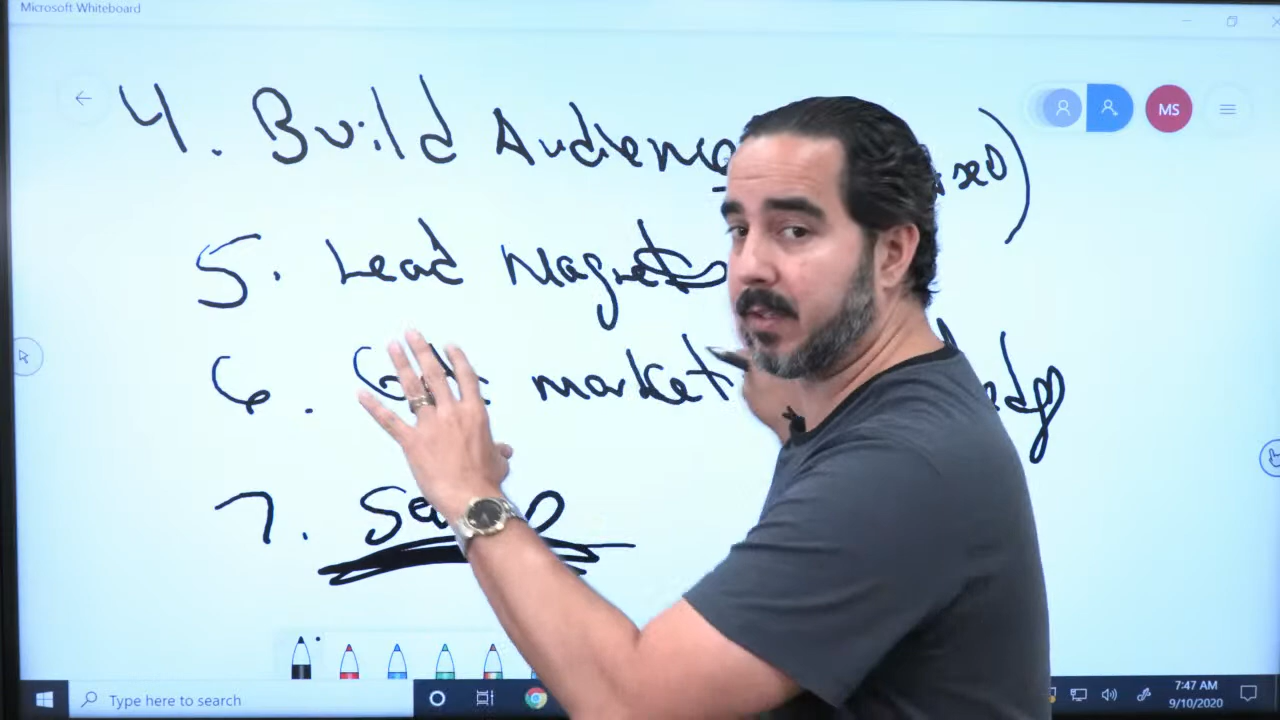 Microsoft Whiteboard
MS
4. Build Audience
5. Lead Magnets
6. market
7.
Type here to search
7:47 AM
9/10/2020